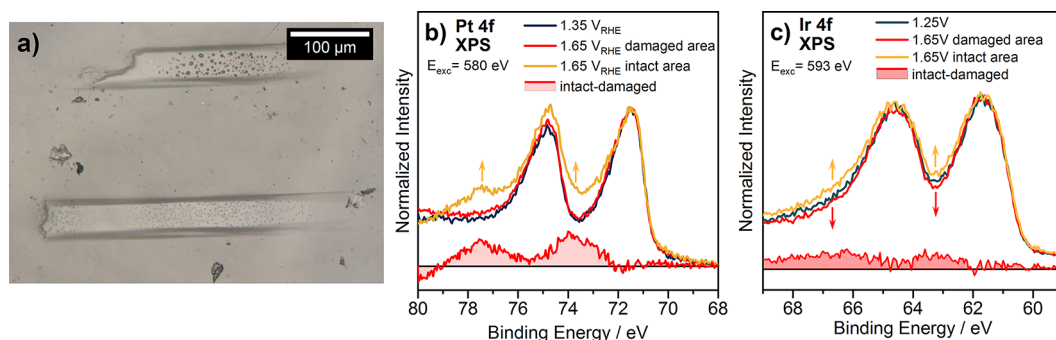 a)
100 µm
b)
Pt 4f
XPS
E_exc= 580 eV
1.35 V_RHE
1.65 V_RHE damaged area
1.65 V_RHE intact area
intact-damaged
Normalized Intensity
80 78 76 74 72 70 68
Binding Energy / eV
c)
Ir 4f
XPS
E_exc= 593 eV
1.25V
1.65V damaged area
1.65V intact area
intact-damaged
Normalized Intensity
68 66 64 62 60
Binding Energy / eV